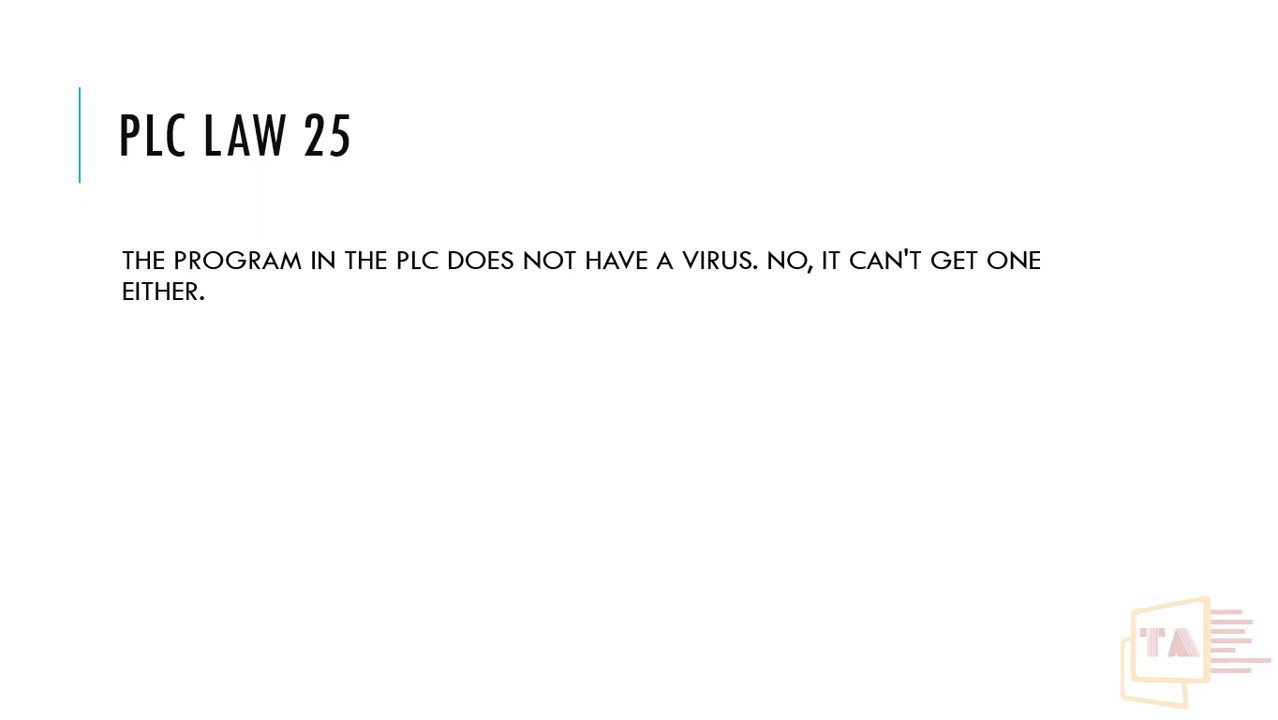 PLC LAW 25
THE PROGRAM IN THE PLC DOES NOT HAVE A VIRUS. NO, IT CAN'T GET ONE
EITHER.
TA